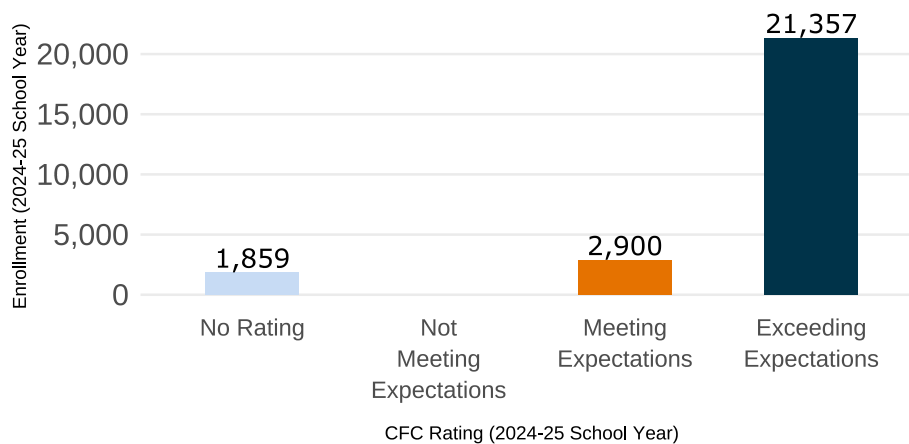 Enrollment (2024-25 School Year)
20,000
15,000
10,000
5,000
0
1,859
2,900
21,357
No Rating
Not
Meeting
Expectations
Meeting
Expectations
Exceeding
Expectations
CFC Rating (2024-25 School Year)